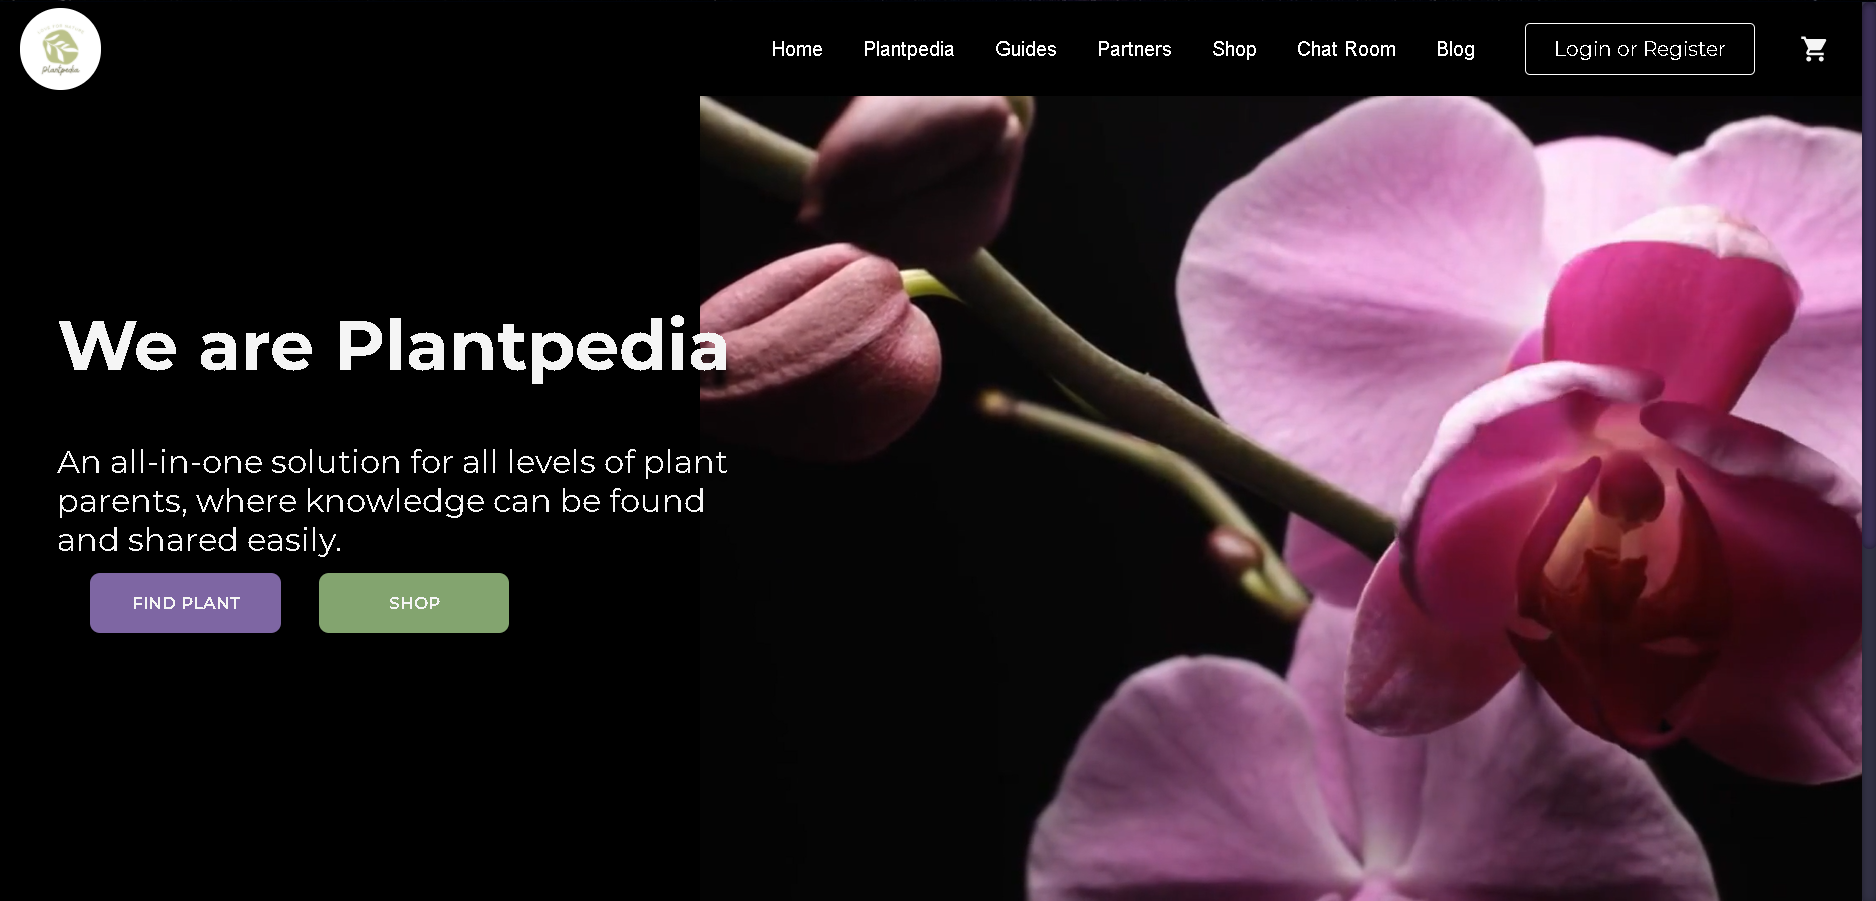 plantpedia
Home Plantpedia Guides Partners Shop Chat Room Blog Login or Register
We are Plantpedia
An all-in-one solution for all levels of plant
parents, where knowledge can be found
and shared easily.
FIND PLANT SHOP